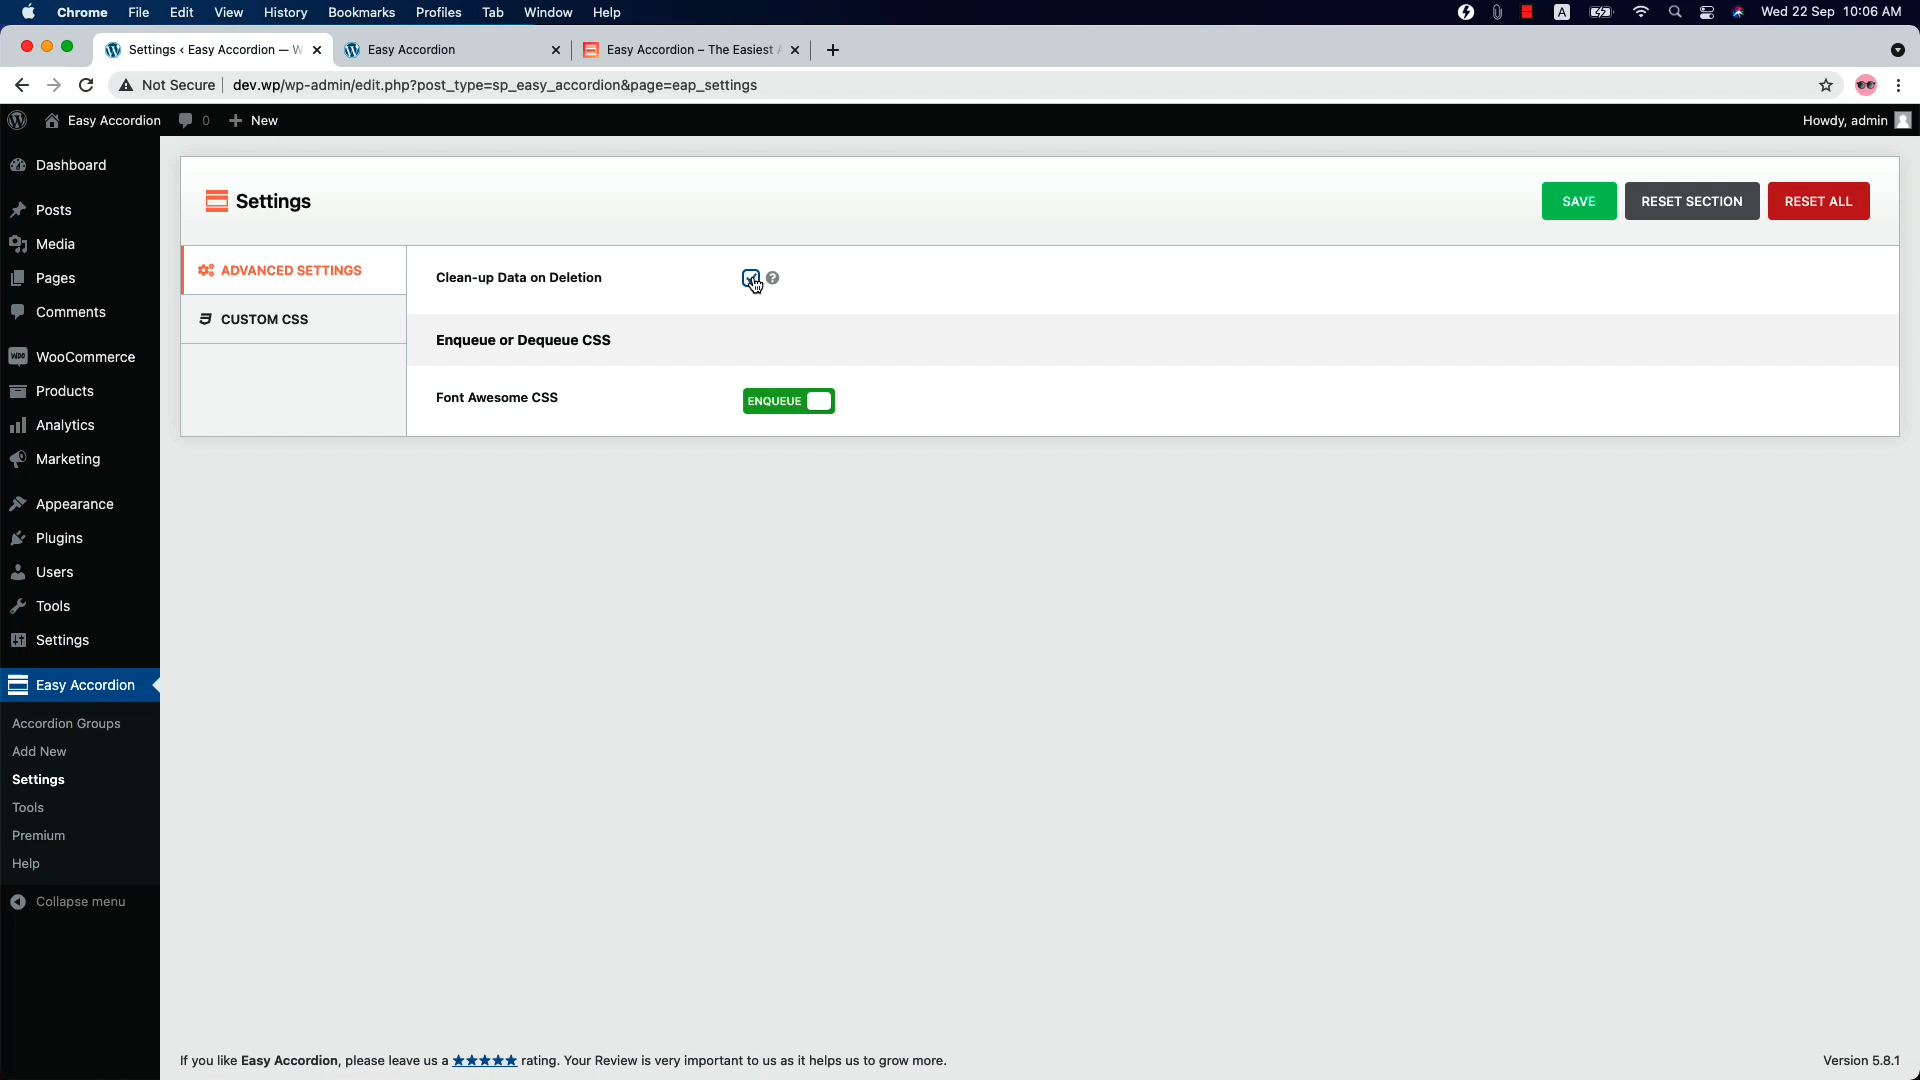 Chrome File Edit View History Bookmarks Profiles Tab Window Help A Wed 22 Sep 10:06 AM
Settings ‹ Easy Accordion — W Easy Accordion Easy Accordion – The Easiest
Not Secure dev.wp/wp-admin/edit.php?post_type=sp_easy_accordion&page=eap_settings
Easy Accordion 0 New Howdy, admin
Dashboard
Posts
Media
Pages
Comments
WOO WooCommerce
Products
Analytics
Marketing
Appearance
Plugins
Users
Tools
Settings
Easy Accordion
Accordion Groups
Add New
Settings
Tools
Premium
Help
Collapse menu
Settings
SAVE RESET SECTION RESET ALL
ADVANCED SETTINGS
CUSTOM CSS
Clean-up Data on Deletion ?
Enqueue or Dequeue CSS
Font Awesome CSS ENQUEUE
If you like Easy Accordion, please leave us a ★★★★★ rating. Your Review is very important to us as it helps us to grow more. Version 5.8.1